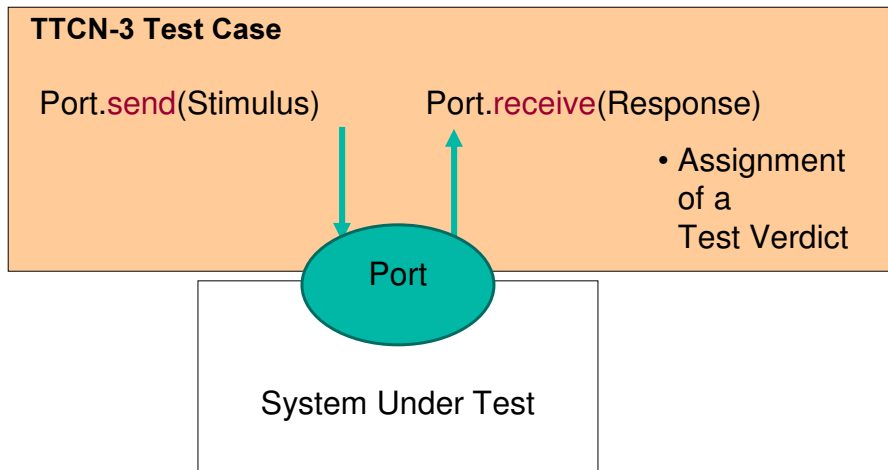 TTCN-3 Test Case
Port.send(Stimulus)
Port.receive(Response)
• Assignment
of a
Test Verdict
Port
System Under Test